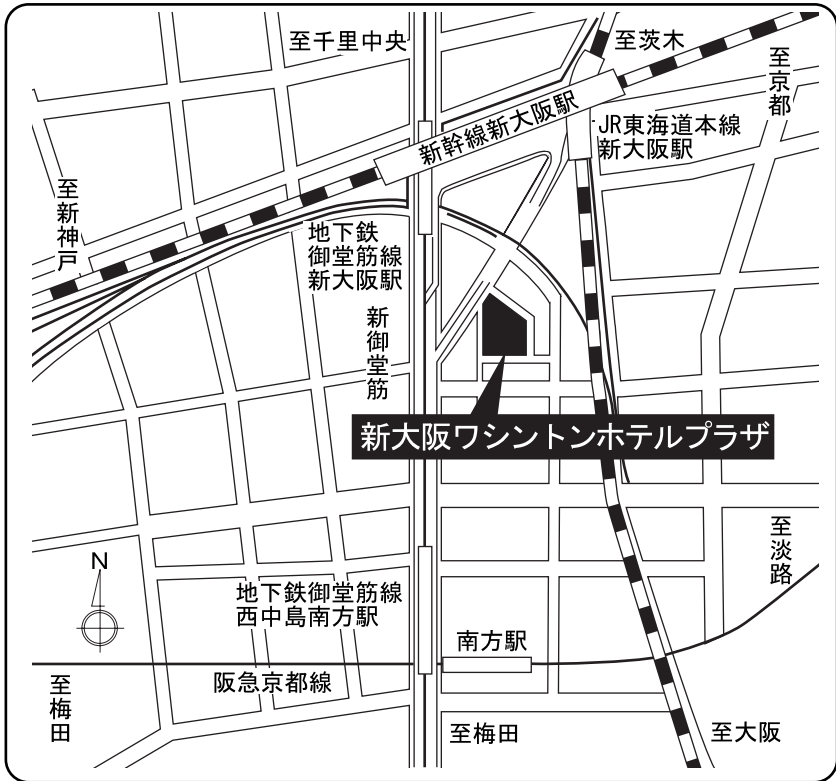 至千里中央
至茨木
至京都
新幹線新大阪駅
JR東海道本線
新大阪駅
至新神戸
地下鉄
御堂筋線
新大阪駅
新御堂筋
新大阪ワシントンホテルプラザ
至淡路
N
地下鉄御堂筋線
西中島南方駅
南方駅
阪急京都線
至梅田
至梅田
至大阪